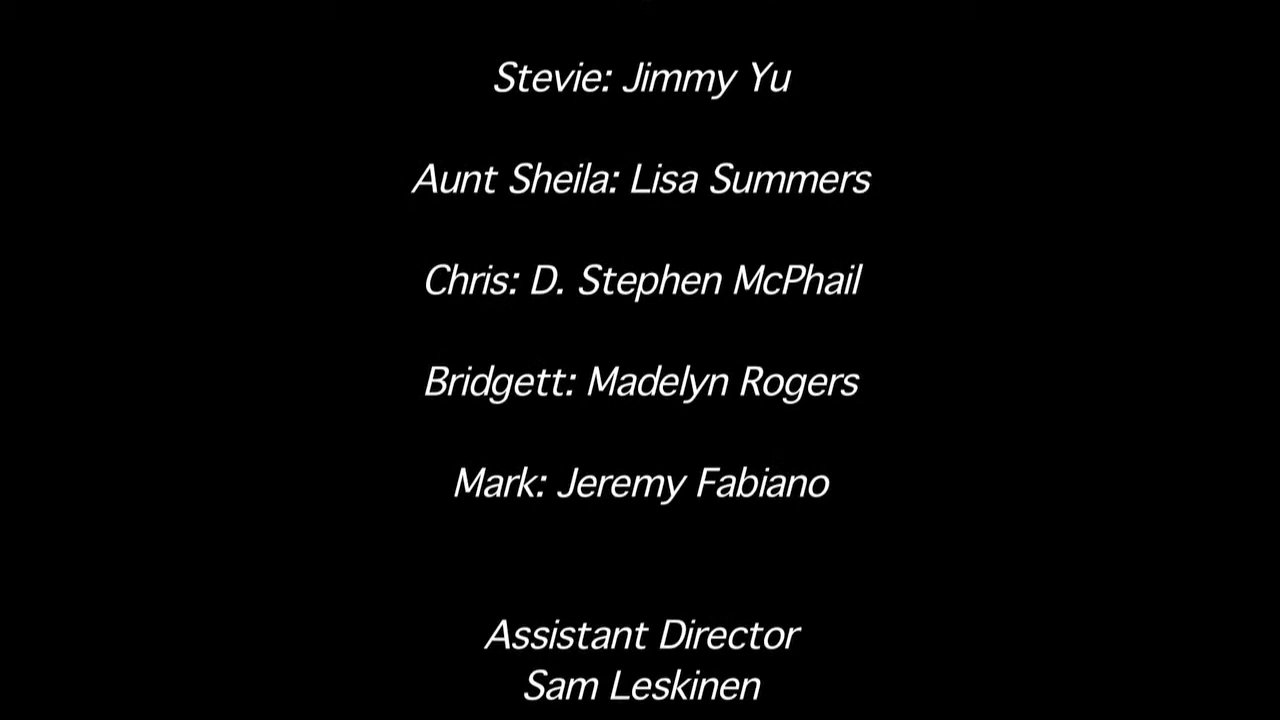 Stevie: Jimmy Yu
Aunt Sheila: Lisa Summers
Chris: D. Stephen McPhail
Bridgett: Madelyn Rogers
Mark: Jeremy Fabiano
Assistant Director
Sam Leskinen